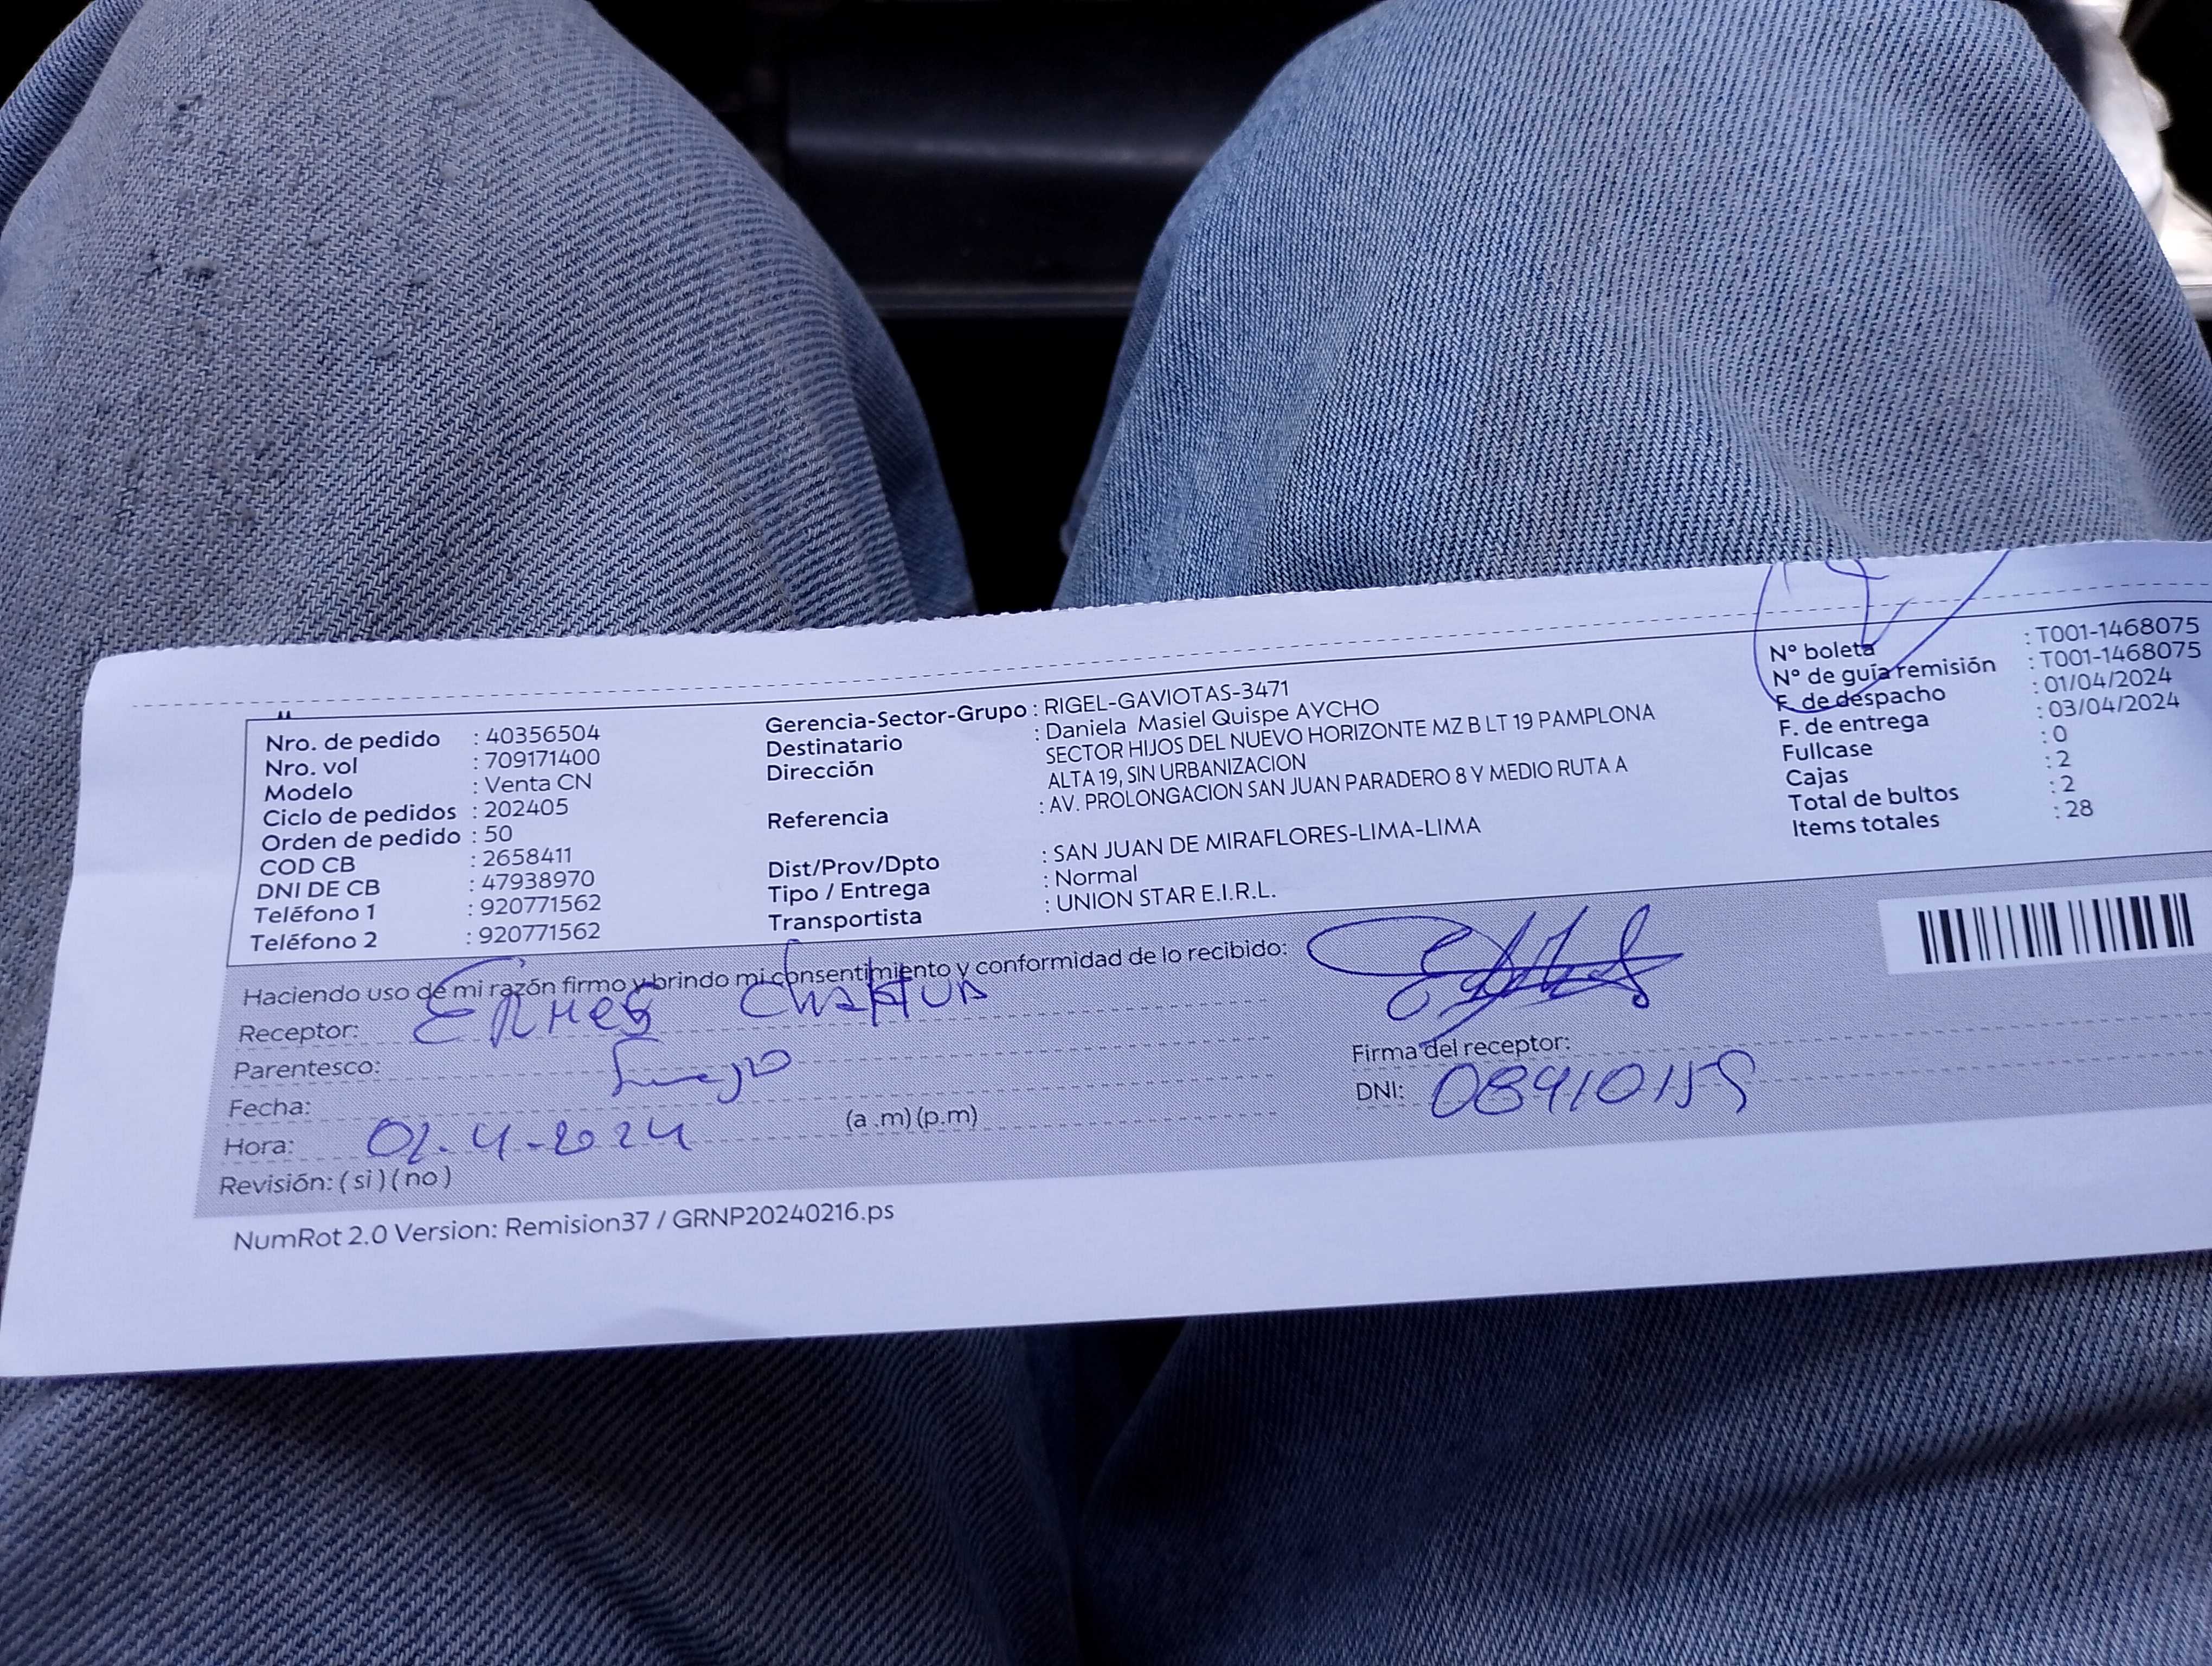 Nro. de pedido : 40356504
Nro. vol : 709171400
Modelo : Venta CN
Ciclo de pedidos : 202405
Orden de pedido : 50
COD CB : 2658411
DNI DE CB : 47938970
Teléfono 1 : 920771562
Teléfono 2 : 920771562
Gerencia-Sector-Grupo : RIGEL-GAVIOTAS-3471
Destinatario : Daniela Masiel Quispe AYCHO
Dirección SECTOR HIJOS DEL NUEVO HORIZONTE MZ B LT 19 PAMPLONA
ALTA 19, SIN URBANIZACION
Referencia : AV. PROLONGACION SAN JUAN PARADERO 8 Y MEDIO RUTA A
Dist/Prov/Dpto : SAN JUAN DE MIRAFLORES-LIMA-LIMA
Tipo / Entrega : Normal
Transportista : UNION STAR E.I.R.L.
N° boleta : T001-1468075
N° de guía remisión : T001-1468075
F. de despacho : 01/04/2024
F. de entrega : 03/04/2024
Fullcase : 0
Cajas : 2
Total de bultos : 2
Items totales : 28
Haciendo uso de mi razón firmo y brindo mi consentimiento y conformidad de lo recibido:
Receptor:
Parentesco:
Fecha:
Hora: 02.4-2024 (a .m) (p.m)
Revisión: ( si ) ( no )
Firma del receptor:
DNI: 08410159
NumRot 2.0 Version: Remision37 / GRNP20240216.ps